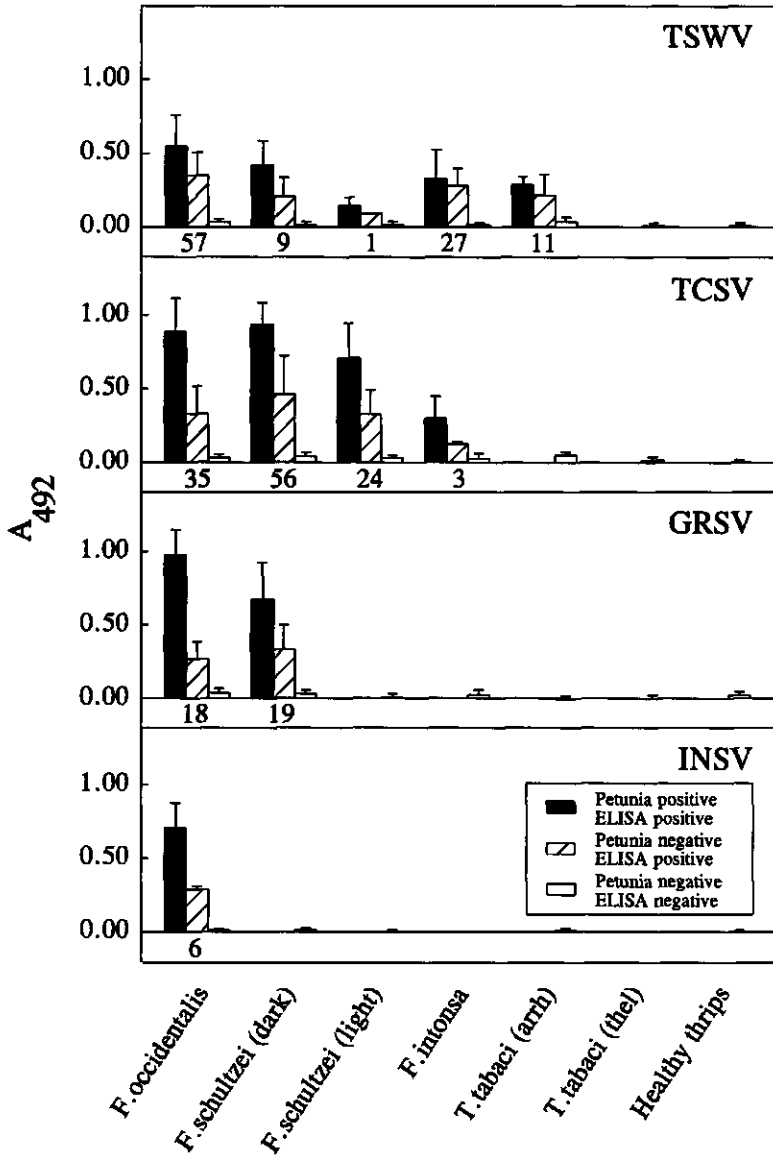 TSWV
1.00
0.50
0.00
57 9 1 27 11
TCSV
1.00
0.50
0.00
35 56 24 3
A492
GRSV
1.00
0.50
0.00
18 19
INSV
1.00
0.50
0.00
6
Petunia positive
ELISA positive
Petunia negative
ELISA positive
Petunia negative
ELISA negative
F. occidentalis
F. schultzei (dark)
F. schultzei (light)
F. intonsa
T. tabaci (arrh)
T. tabaci (thel)
Healthy thrips